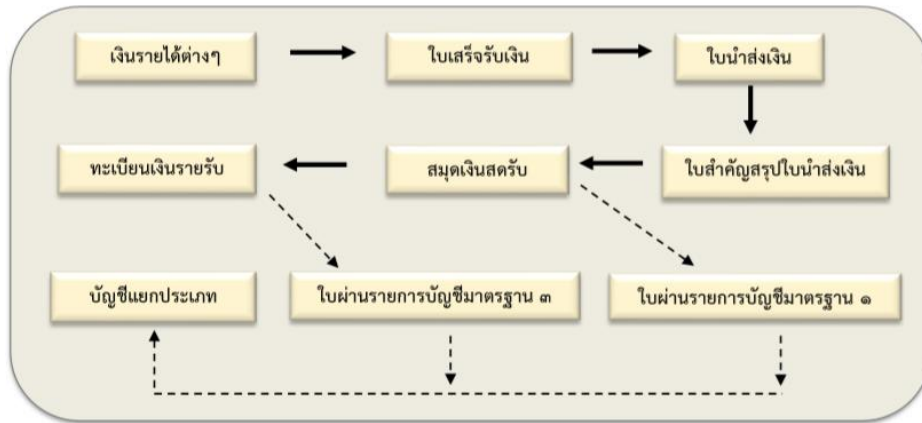 เงินรายได้ต่างๆ
ใบเสร็จรับเงิน
ใบนำส่งเงิน
ทะเบียนเงินรายรับ
สมุดเงินสดรับ
ใบสำคัญสรุปใบนำส่งเงิน
บัญชีแยกประเภท
ใบผ่านรายการบัญชีมาตรฐาน ๓
ใบผ่านรายการบัญชีมาตรฐาน ๑